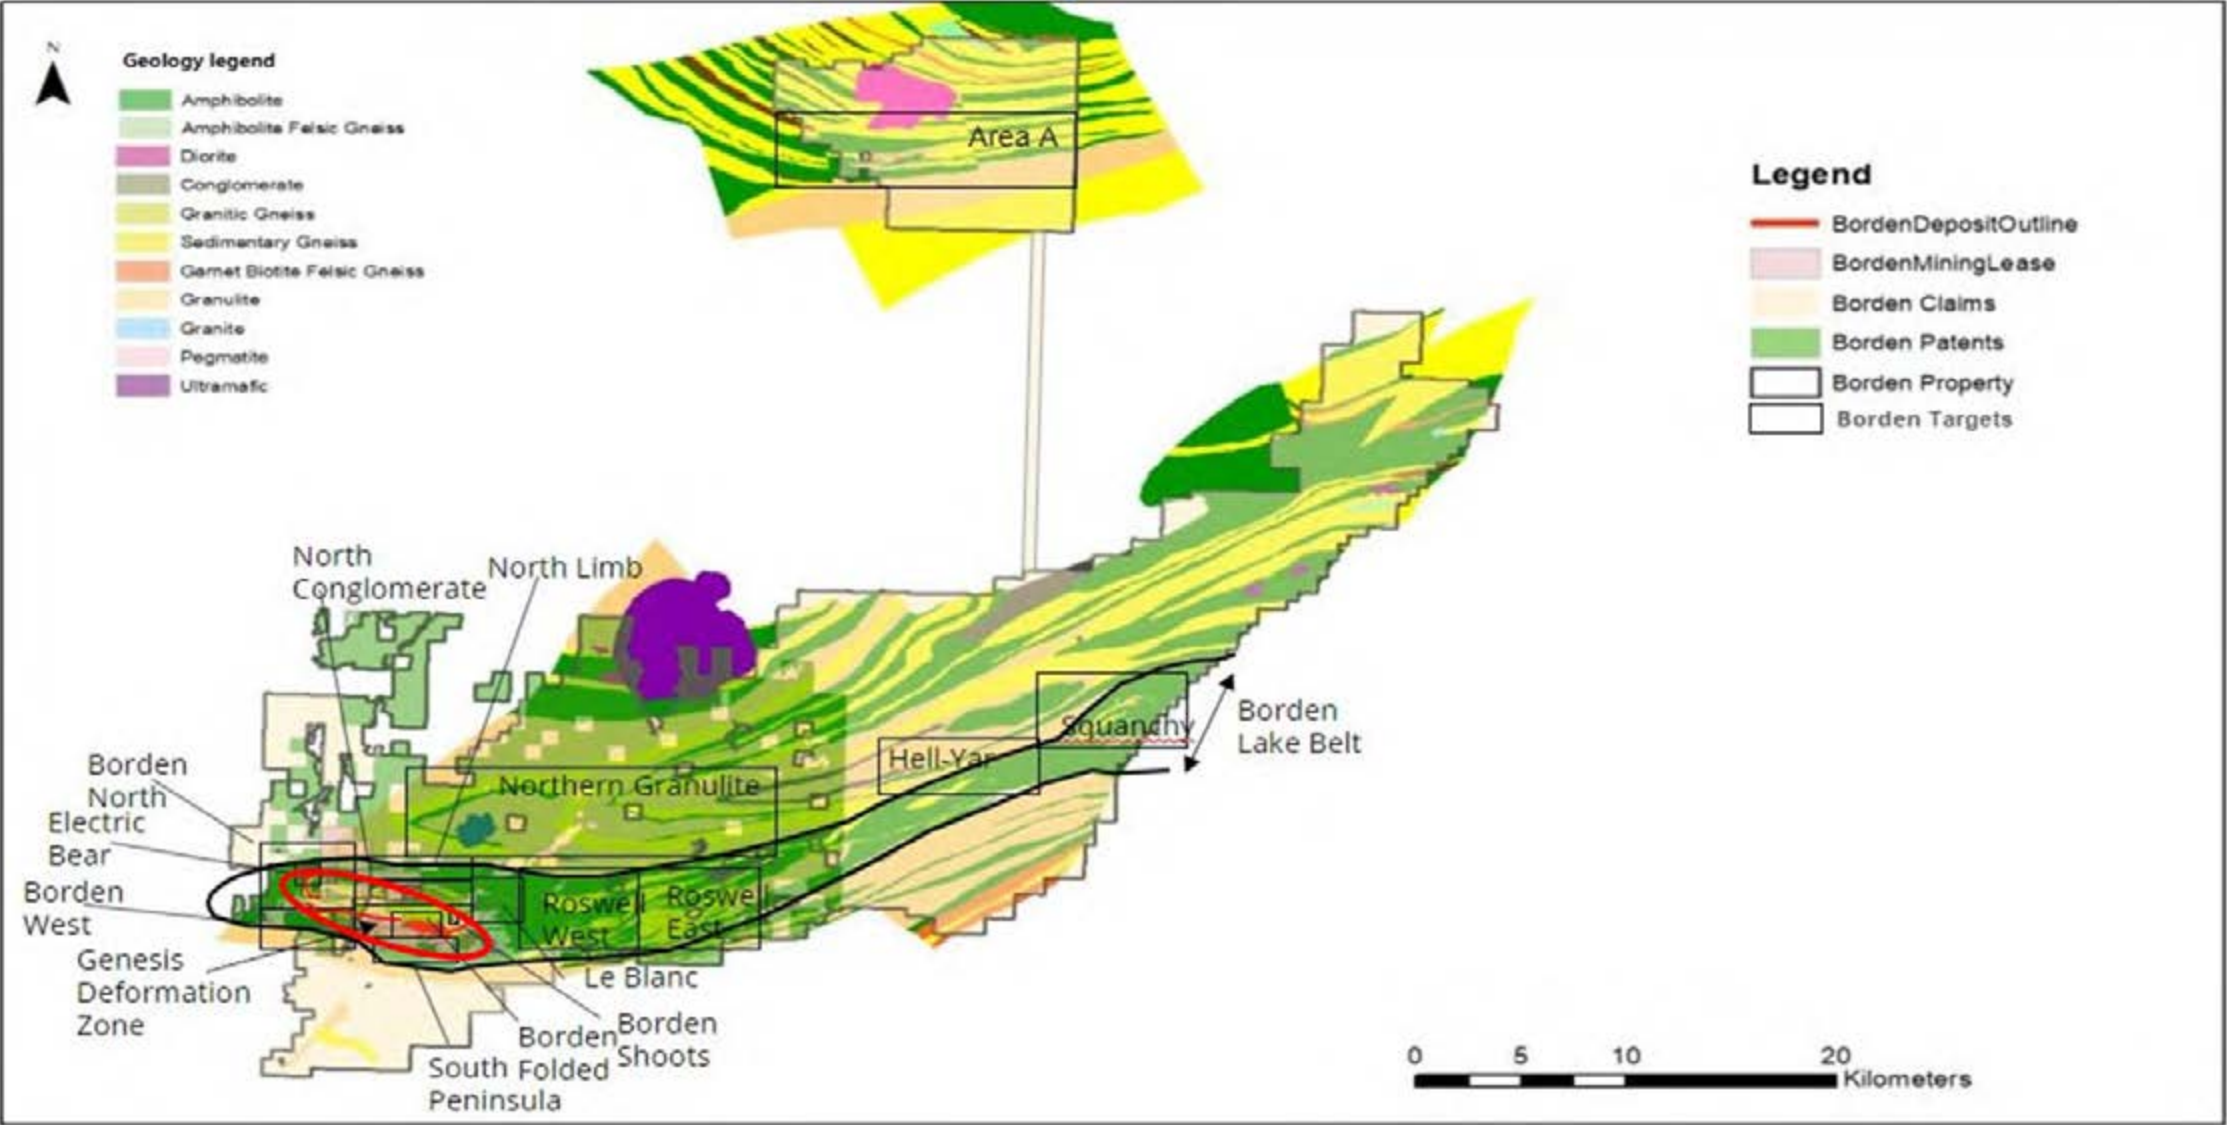 N
Geology legend
Amphibolite
Amphibolite Felsic Gneiss
Diorite
Conglomerate
Granitic Gneiss
Sedimentary Gneiss
Garnet Biotite Felsic Gneiss
Granulite
Granite
Pegmatite
Ultramafic
Area A
Legend
BordenDepositOutline
BordenMiningLease
Borden Claims
Borden Patents
Borden Property
Borden Targets
North
Conglomerate
North Limb
Borden
North
Electric
Bear
Borden
West
Genesis
Deformation
Zone
Northern Granulite
Hell-Yar
Squanchy
Borden
Lake Belt
Roswell
West
Roswell
East
Le Blanc
Borden
Shoots
Borden
Folded
South
Peninsula
0 5 10 20
Kilometers